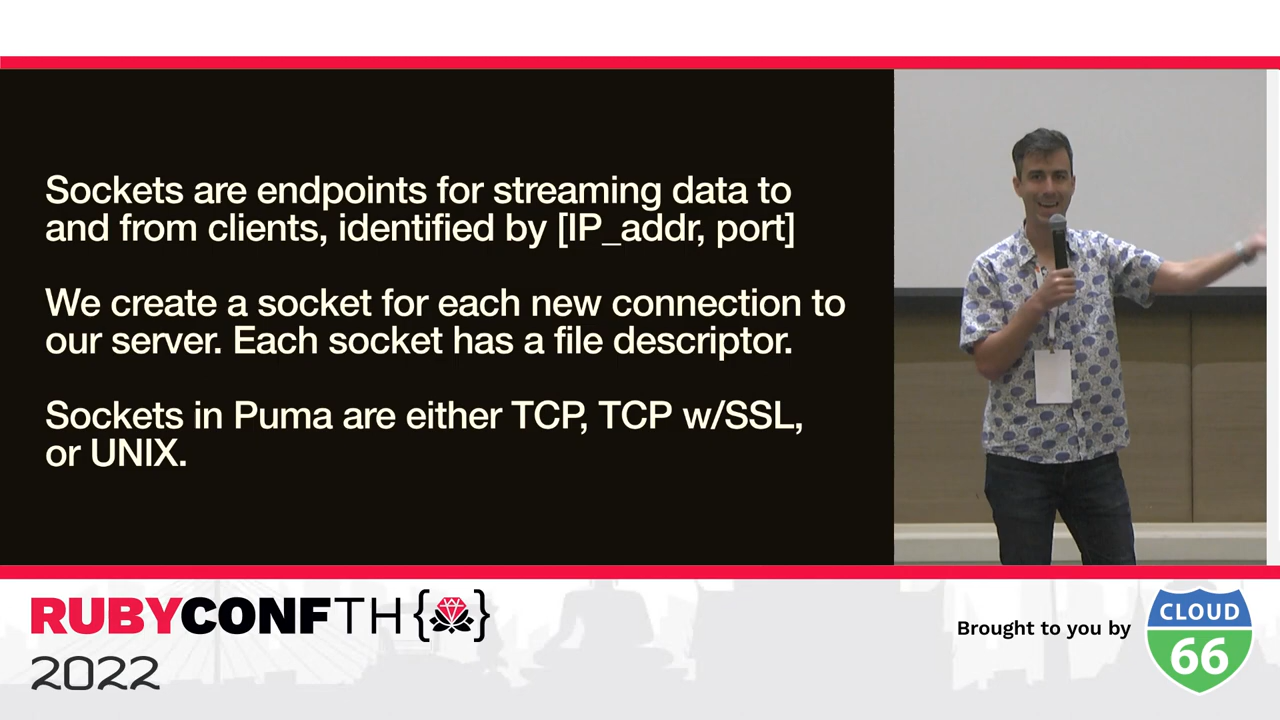 Sockets are endpoints for streaming data to
and from clients, identified by [IP_addr, port]
We create a socket for each new connection to
our server. Each socket has a file descriptor.
Sockets in Puma are either TCP, TCP w/SSL,
or UNIX.
RUBYCONFTH
2022
Brought to you by
CLOUD
66